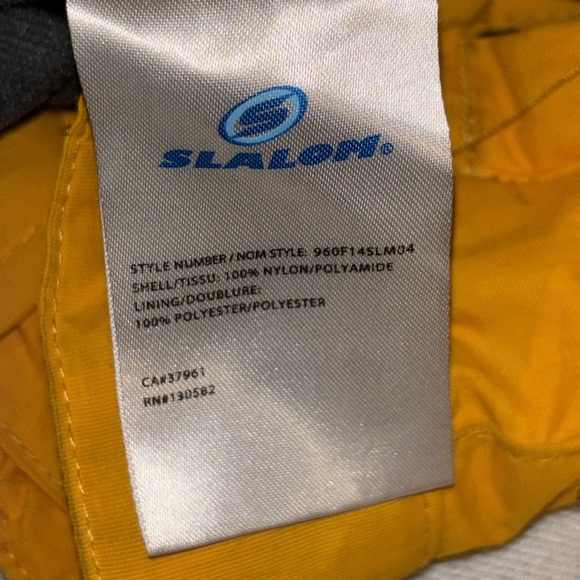 S
SLALOM®
STYLE NUMBER / NOM STYLE: 960F14SLM04
SHELL/TISSU: 100% NYLON/POLYAMIDE
LINING/DOUBLURE:
100% POLYESTER/POLYESTER
CA#37961
RN#130582